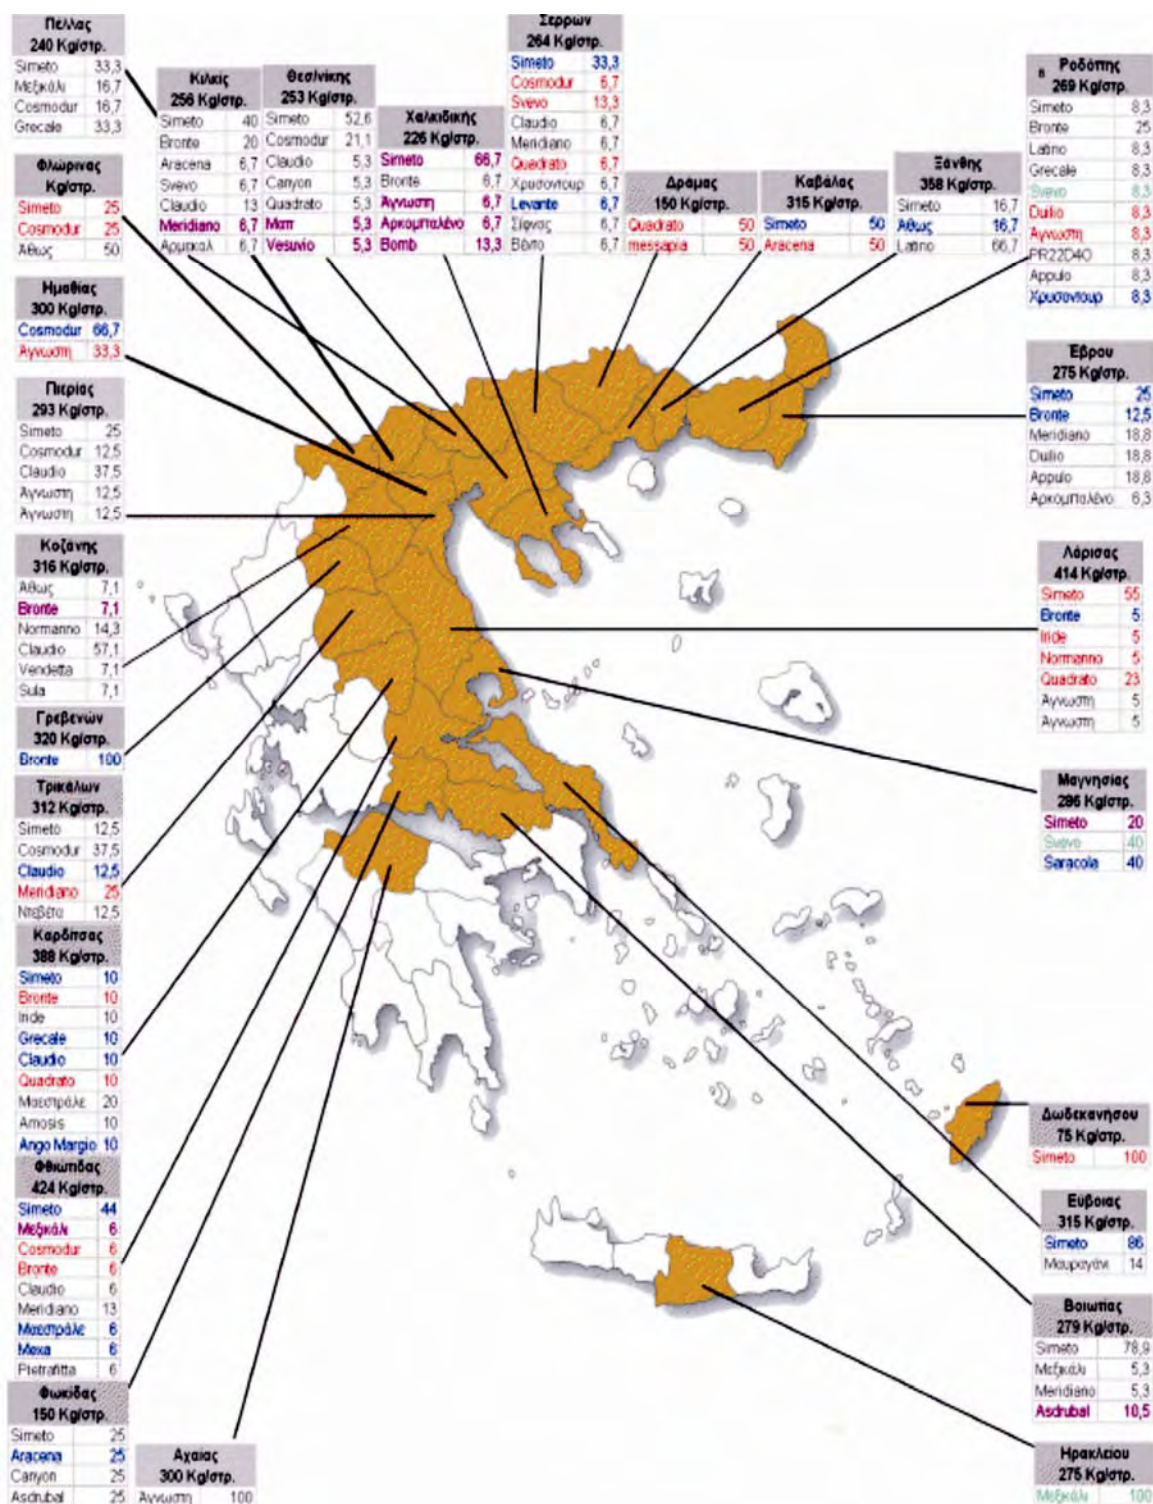 Πέλλας
240 Kg/στρ.
Simeto 33,3
Μεξικάλι 16,7
Cosmodur 16,7
Grecale 33,3
Φλώρινας
Kg/στρ.
Simeto 25
Cosmodur 25
Άθως 50
Ημαθίας
300 Kg/στρ.
Cosmodur 66,7
Άγνωστη 33,3
Πιερίας
293 Kg/στρ.
Simeto 25
Cosmodur 12,5
Claudio 37,5
Άγνωστη 12,5
Άγνωστη 12,5
Κοζάνης
316 Kg/στρ.
Άθως 7,1
Bronte 7,1
Normanno 14,3
Claudio 57,1
Vendetta 7,1
Sula 7,1
Γρεβενών
320 Kg/στρ.
Bronte 100
Τρικάλων
312 Kg/στρ.
Simeto 12,5
Cosmodur 37,5
Claudio 12,5
Meridiano 25
Ντεβέτα 12,5
Καρδίτσας
388 Kg/στρ.
Simeto 10
Bronte 10
Iride 10
Grecale 10
Claudio 10
Quadrato 10
Μαεστράλε 20
Amosis 10
Ango Margio 10
Φθιώτιδας
424 Kg/στρ.
Simeto 44
Μεξικάλι 6
Cosmodur 6
Bronte 6
Claudio 6
Meridiano 13
Μαεστράλε 6
Mexa 6
Pietrafitta 6
Φωκίδας
150 Kg/στρ.
Simeto 25
Aracena 25
Canyon 25
Asdrubal 25
Αχαίας
300 Kg/στρ.
Άγνωστη 100
Κιλκίς
256 Kg/στρ.
Simeto 40
Bronte 20
Aracena 6,7
Svevo 6,7
Claudio 13
Meridiano 6,7
6,7
Θεσ/νίκης
253 Kg/στρ.
Simeto 52,6
Cosmodur 21,1
Claudio 5,3
Canyon 5,3
Quadrato 5,3
Ματτ 5,3
Vesuvio 5,3
Χαλκιδικής
226 Kg/στρ.
Simeto 66,7
Bronte 6,7
Άγνωστη 6,7
Αρκομπαλένο 6,7
Bomb 13,3
Σερρών
264 Kg/στρ.
Simeto 33,3
Cosmodur 6,7
Svevo 13,3
Claudio 6,7
Meridiano 6,7
Quadrato 6,7
Χρυσοντουρ 6,7
Levante 6,7
6,7
Βέντο 6,7
Δράμας
150 Kg/στρ.
Quadrato 50
messapia 50
Καβάλας
315 Kg/στρ.
Simeto 50
Aracena 50
Ξάνθης
358 Kg/στρ.
Simeto 16,7
Άθως 16,7
Latino 66,7
Ροδόπης
269 Kg/στρ.
Simeto 8,3
Bronte 25
Latino 8,3
Grecale 8,3
Svevo 8,3
Duilio 8,3
Άγνωστη 8,3
PR22D40 8,3
Appulo 8,3
Χρυσοντουρ 8,3
Έβρου
275 Kg/στρ.
Simeto 25
Bronte 12,5
Meridiano 18,8
Duilio 18,8
Appulo 18,8
Αρκομπαλένο 6,3
Λάρισας
414 Kg/στρ.
Simeto 55
Bronte 5
Iride 5
Normanno 5
Quadrato 23
Άγνωστη 5
Άγνωστη 5
Μαγνησίας
286 Kg/στρ.
Simeto 20
Svevo 40
Saracola 40
Δωδεκανήσου
75 Kg/στρ.
Simeto 100
Εύβοιας
315 Kg/στρ.
Simeto 86
Μαυραγάνι 14
Βοιωτίας
279 Kg/στρ.
Simeto 78,9
Μεξικάλι 5,3
Meridiano 5,3
Asdrubal 10,5
Ηρακλείου
275 Kg/στρ.
Μεξικάλι 100